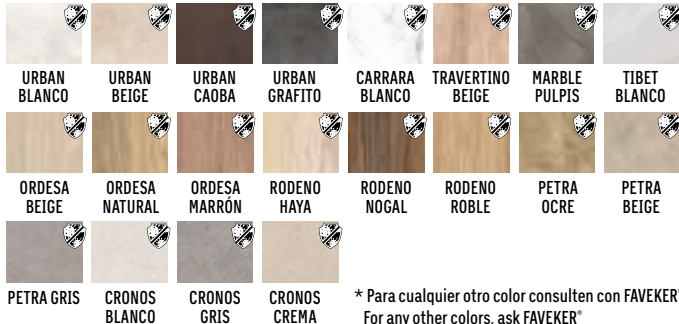 URBAN BLANCO
URBAN BEIGE
URBAN CAOBA
URBAN GRAFITO
CARRARA BLANCO
TRAVERTINO BEIGE
MARBLE PULPIS
TIBET BLANCO
ORDESA BEIGE
ORDESA NATURAL
ORDESA MARRÓN
RODENO HAYA
RODENO NOGAL
RODENO ROBLE
PETRA OCRE
PETRA BEIGE
PETRA GRIS
CRONOS BLANCO
CRONOS GRIS
CRONOS CREMA
* Para cualquier otro color consulten con FAVEKER®
For any other colors, ask FAVEKER®